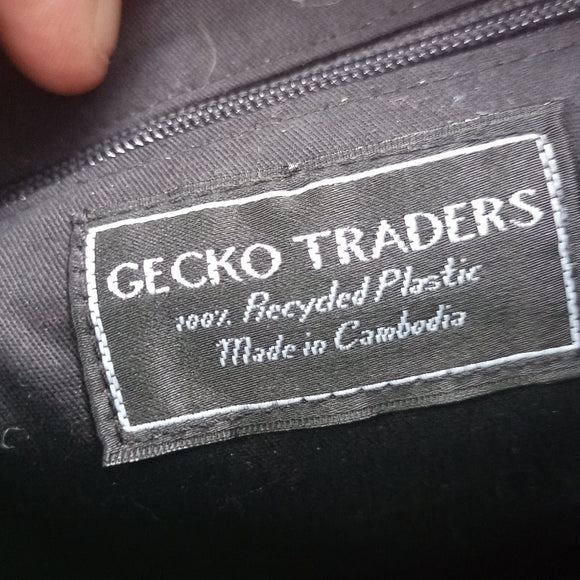 GECKO TRADERS
100% Recycled Plastic
Made in Cambodia